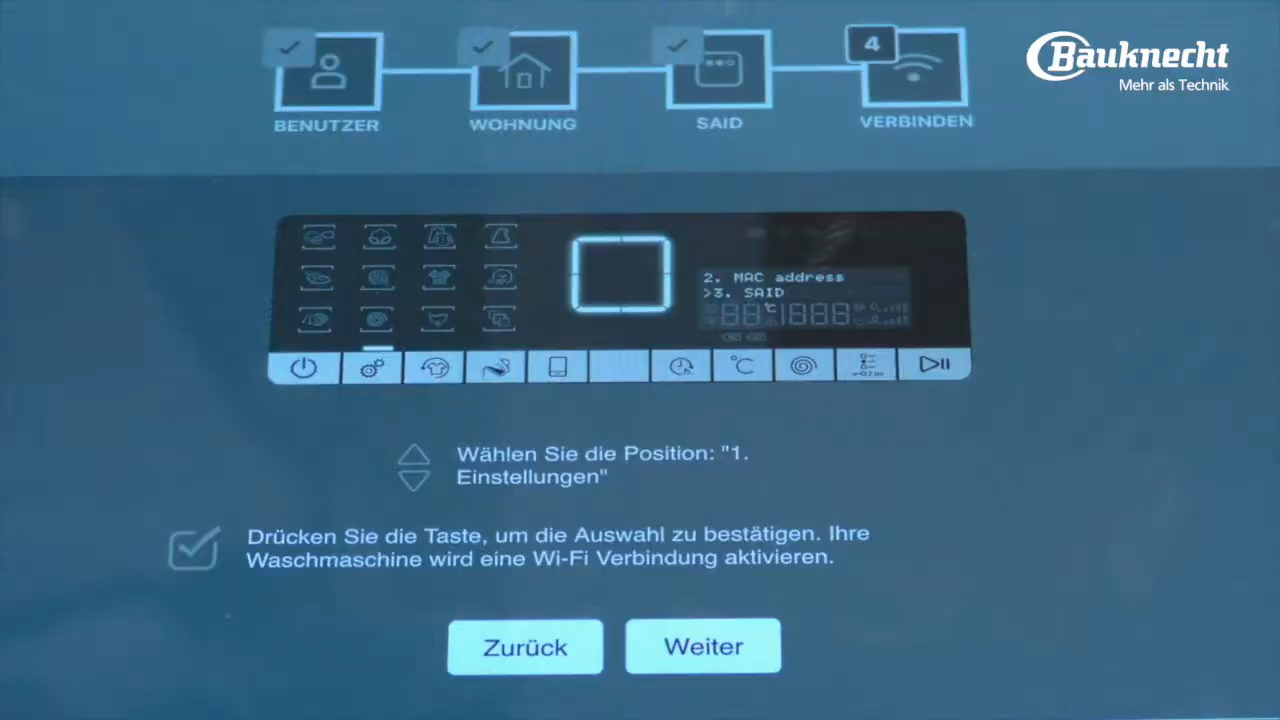 Bauknecht
Mehr als Technik
4
BENUTZER
WOHNUNG
SAID
VERBINDEN
2. MAC address
>3. SAID
°C
Wählen Sie die Position: "1.
Einstellungen"
Drücken Sie die Taste, um die Auswahl zu bestätigen. Ihre
Waschmaschine wird eine Wi-Fi Verbindung aktivieren.
Zurück
Weiter